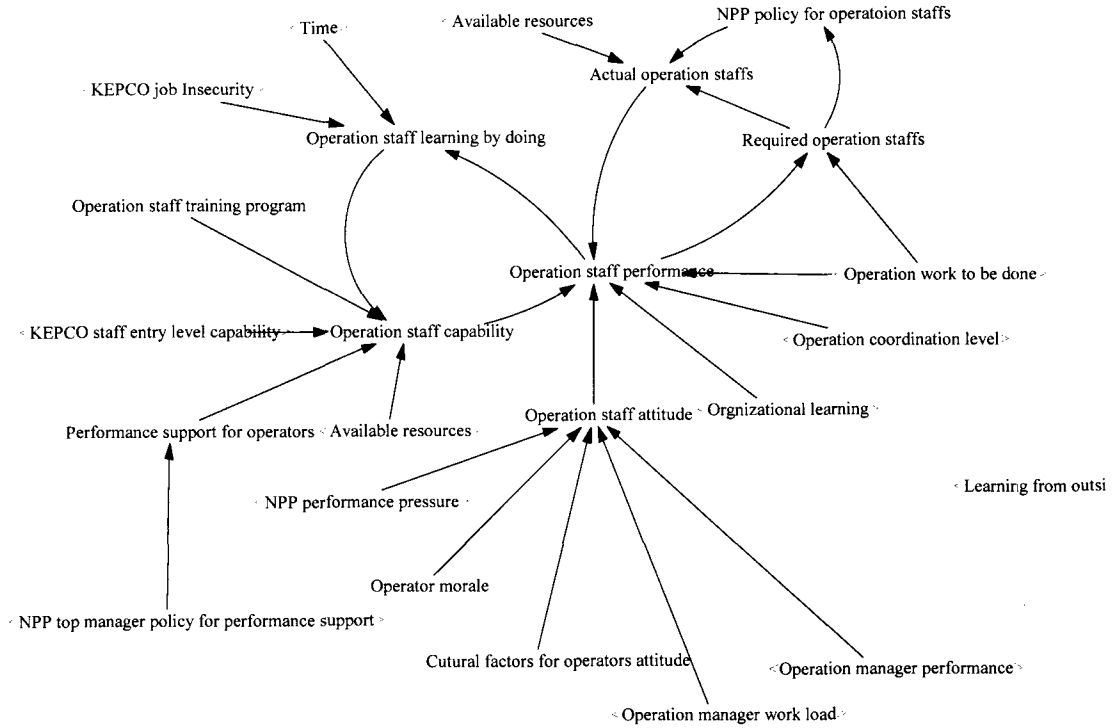 NPP policy for operatoion staffs
< Available resources >
< Time >
Actual operation staffs
< KEPCO job Insecurity >
Operation staff learning by doing
Required operation staffs
Operation staff training program
Operation staff performance
Operation work to be done >
< KEPCO staff entry level capability >
Operation staff capability
< Operation coordination level >
< Orgnizational learning >
Operation staff attitude
Performance support for operators
< Available resources >
< Learning from outsi
< NPP performance pressure >
Operator morale
< NPP top manager policy for performance support >
Cutural factors for operators attitude
< Operation manager performance >
< Operation manager work load >